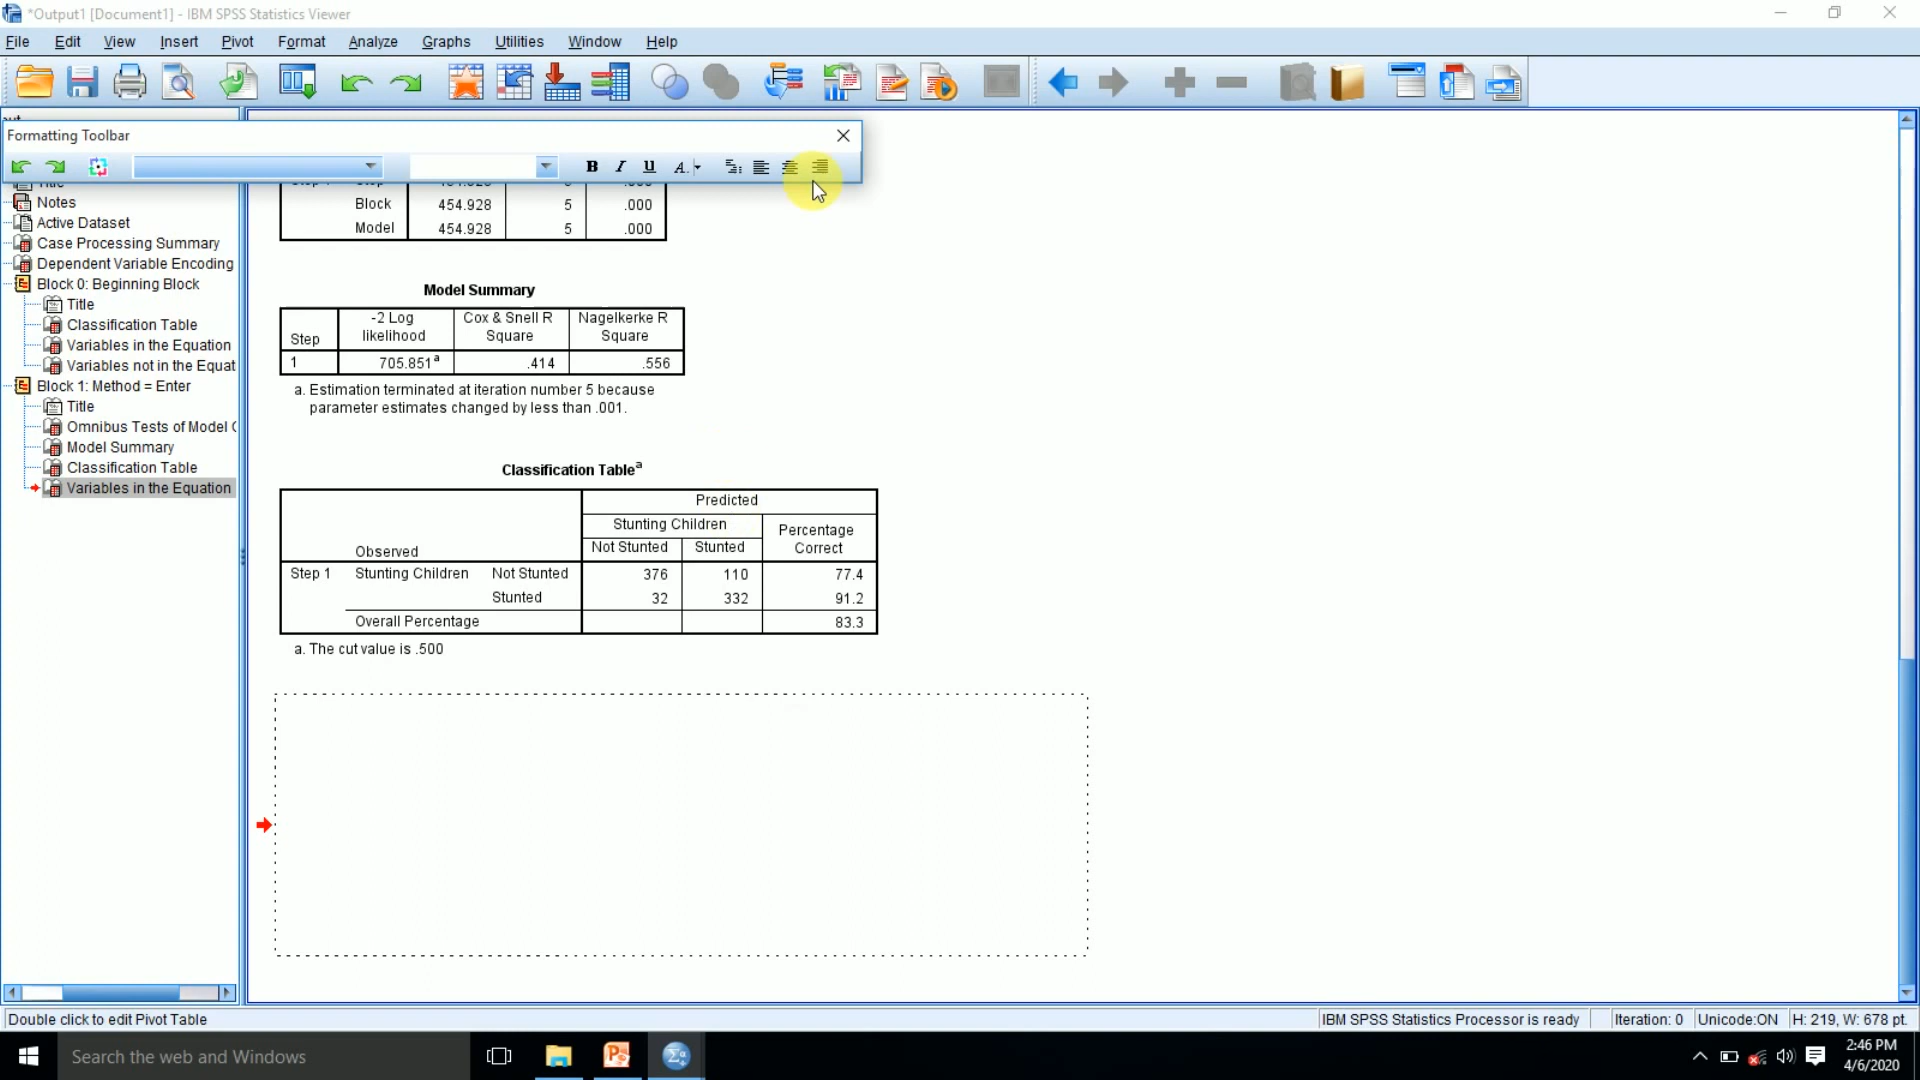 *Output1 [Document1] - IBM SPSS Statistics Viewer
File Edit View Insert Pivot Format Analyze Graphs Utilities Window Help
Formatting Toolbar
B I U A
Title
Notes
Active Dataset
Case Processing Summary
Dependent Variable Encoding
Block 0: Beginning Block
Title
Classification Table
Variables in the Equation
Variables not in the Equat
Block 1: Method = Enter
Title
Omnibus Tests of Model
Model Summary
Classification Table
Variables in the Equation
Block 454.928 5 .000
Model 454.928 5 .000
Model Summary
Step -2 Log likelihood Cox & Snell R Square Nagelkerke R Square
1 705.851a .414 .556
a. Estimation terminated at iteration number 5 because
parameter estimates changed by less than .001.
Classification Tablea
Predicted
Stunting Children Percentage Correct
Observed Not Stunted Stunted
Step 1 Stunting Children Not Stunted 376 110 77.4
Stunted 32 332 91.2
Overall Percentage 83.3
a. The cut value is .500
Double click to edit Pivot Table
IBM SPSS Statistics Processor is ready Iteration: 0 Unicode:ON H: 219, W: 678 pt.
Search the web and Windows
2:46 PM
4/6/2020